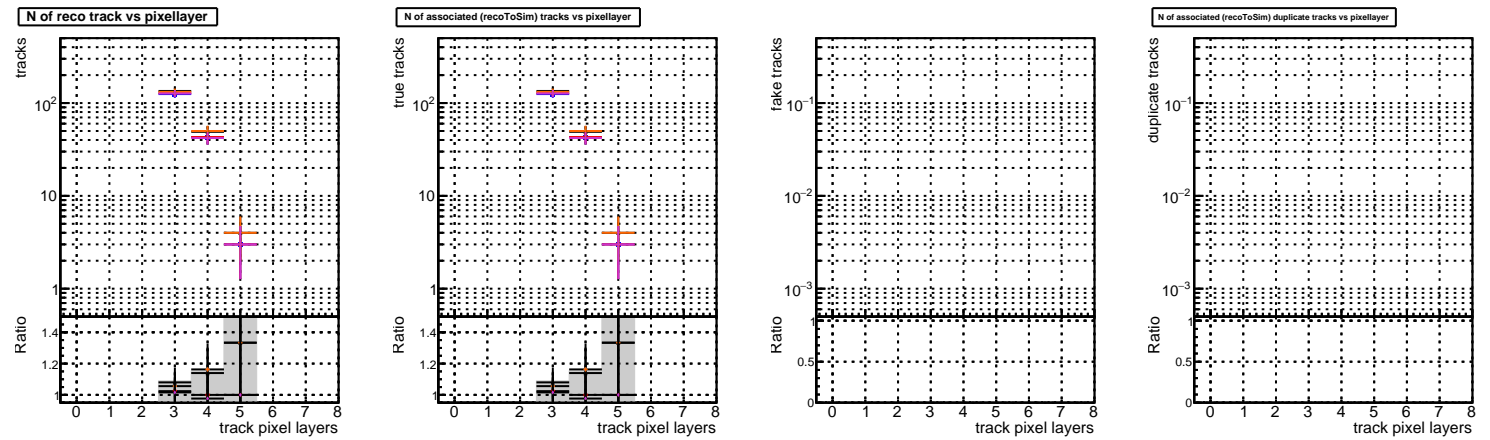 N of reco track vs pixellayer
tracks
10²
10
1
Ratio
1.4
1.2
1
0 1 2 3 4 5 6 7 8
track pixel layers
N of associated (recoToSim) tracks vs pixellayer
true tracks
10²
10
1
Ratio
1.4
1.2
1
0 1 2 3 4 5 6 7 8
track pixel layers
fake tracks
10⁻¹
10⁻²
10⁻³
Ratio
1
0.5
0
0 1 2 3 4 5 6 7 8
track pixel layers
N of associated (recoToSim) duplicate tracks vs pixellayer
duplicate tracks
10⁻¹
10⁻²
10⁻³
Ratio
1
0.5
0
0 1 2 3 4 5 6 7 8
track pixel layers